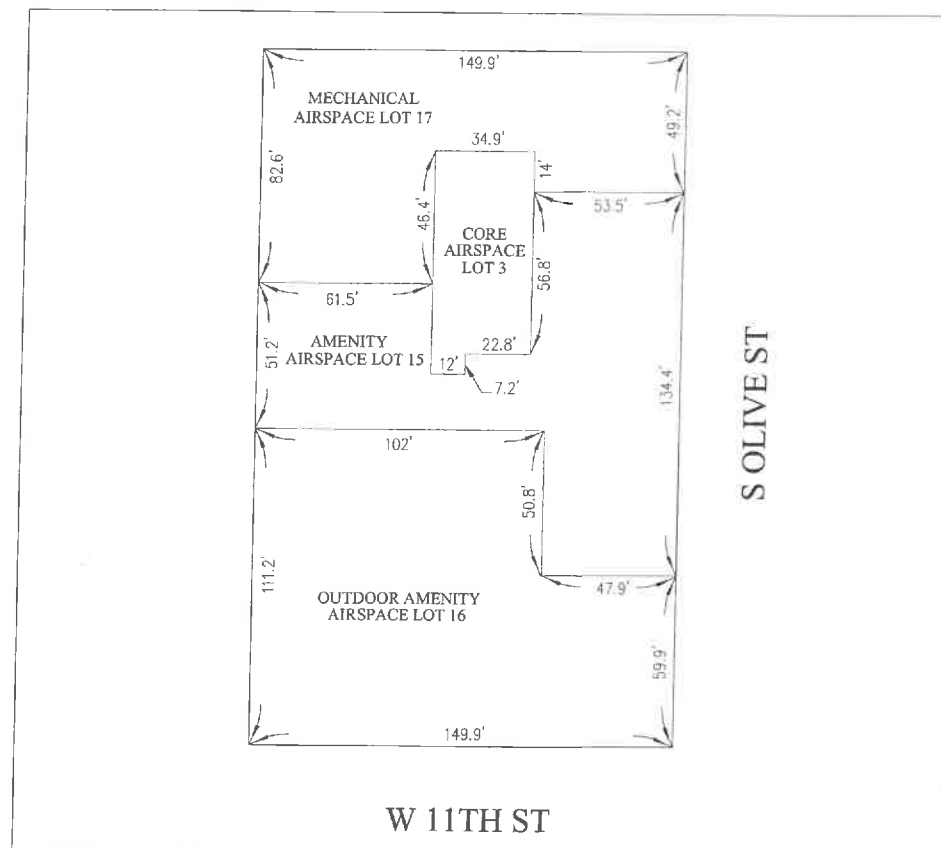 149.9'
MECHANICAL
AIRSPACE LOT 17
49.2'
34.9'
14'
82.6'
53.5'
46.4'
CORE
AIRSPACE
LOT 3
56.8'
61.5'
AMENITY
AIRSPACE LOT 15
51.2'
22.8'
12'
7.2'
134.4'
S OLIVE ST
102'
50.8'
111.2'
47.9'
OUTDOOR AMENITY
AIRSPACE LOT 16
59.9'
149.9'
W 11TH ST